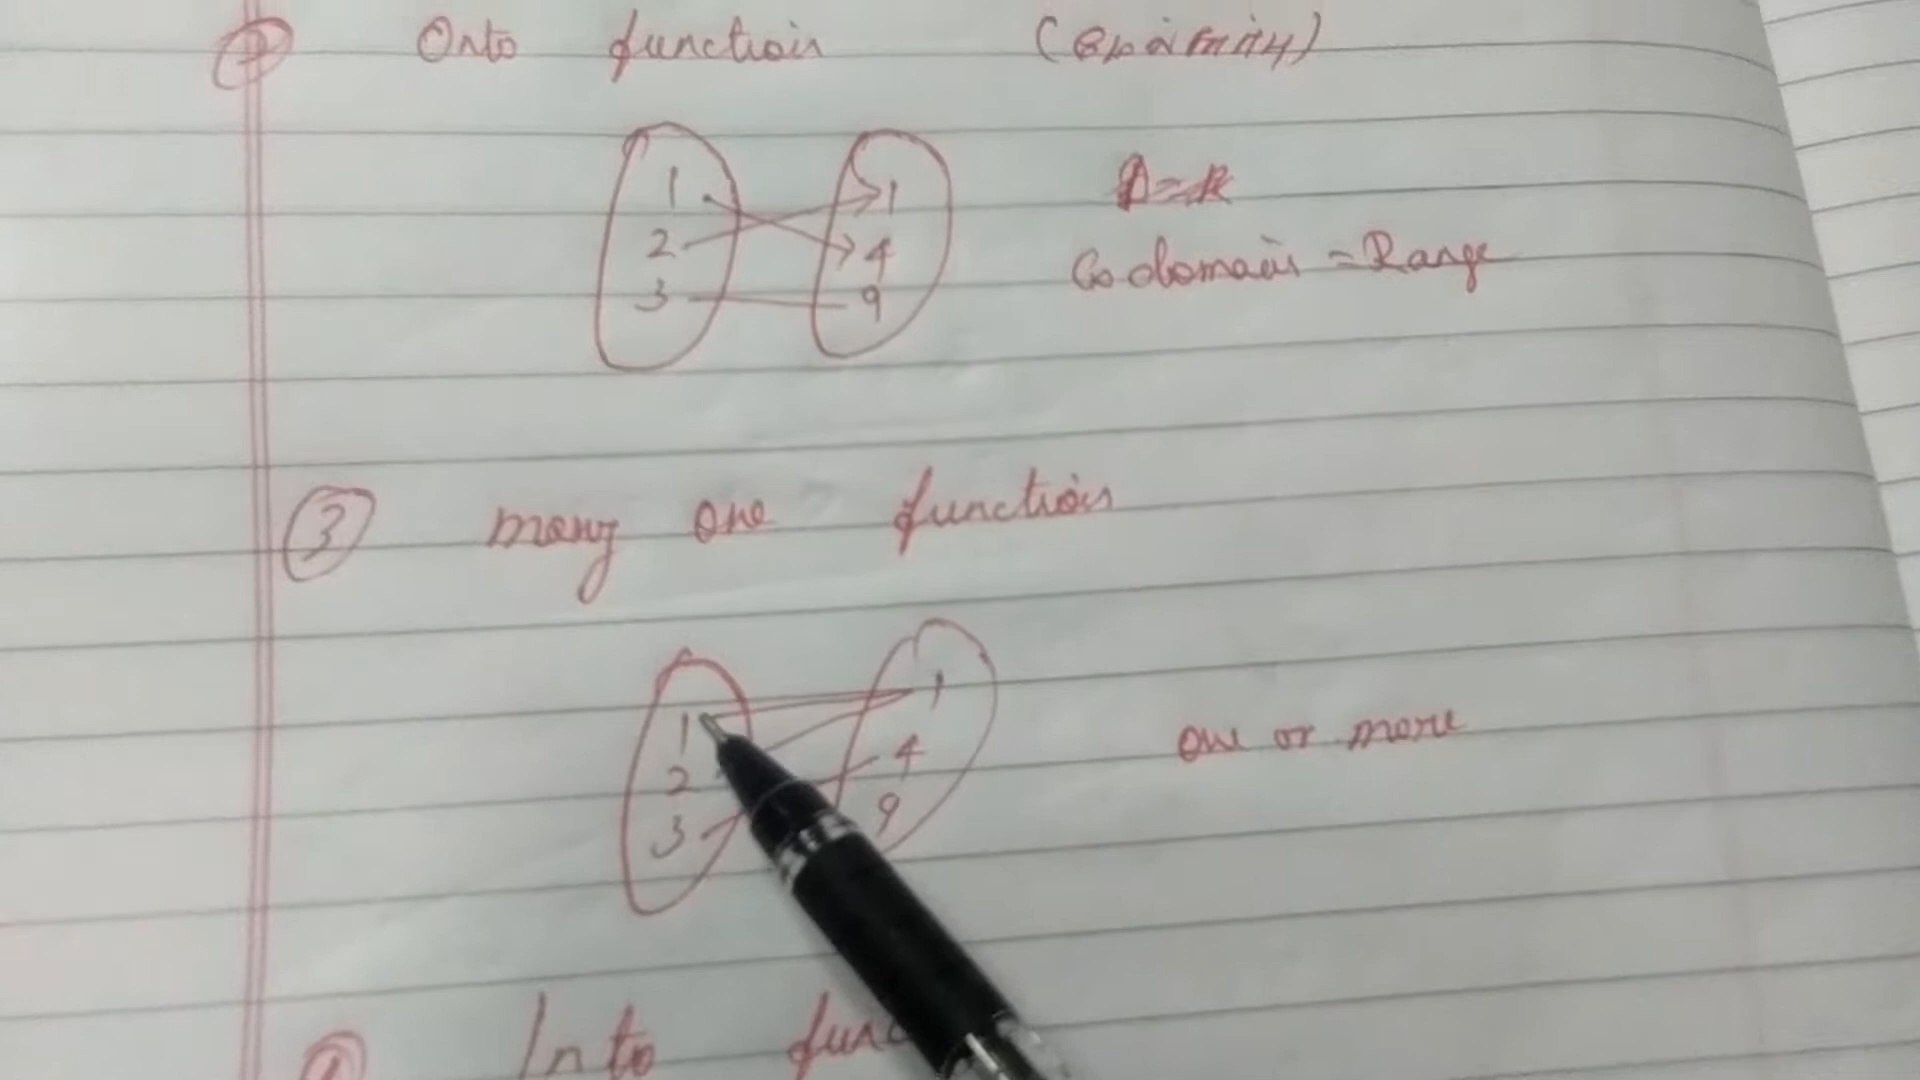 ② Onto function
1 1
2 4
3 9
Codomain = Range
③ many one function
1 1
2 4
3 9
one or more
Into